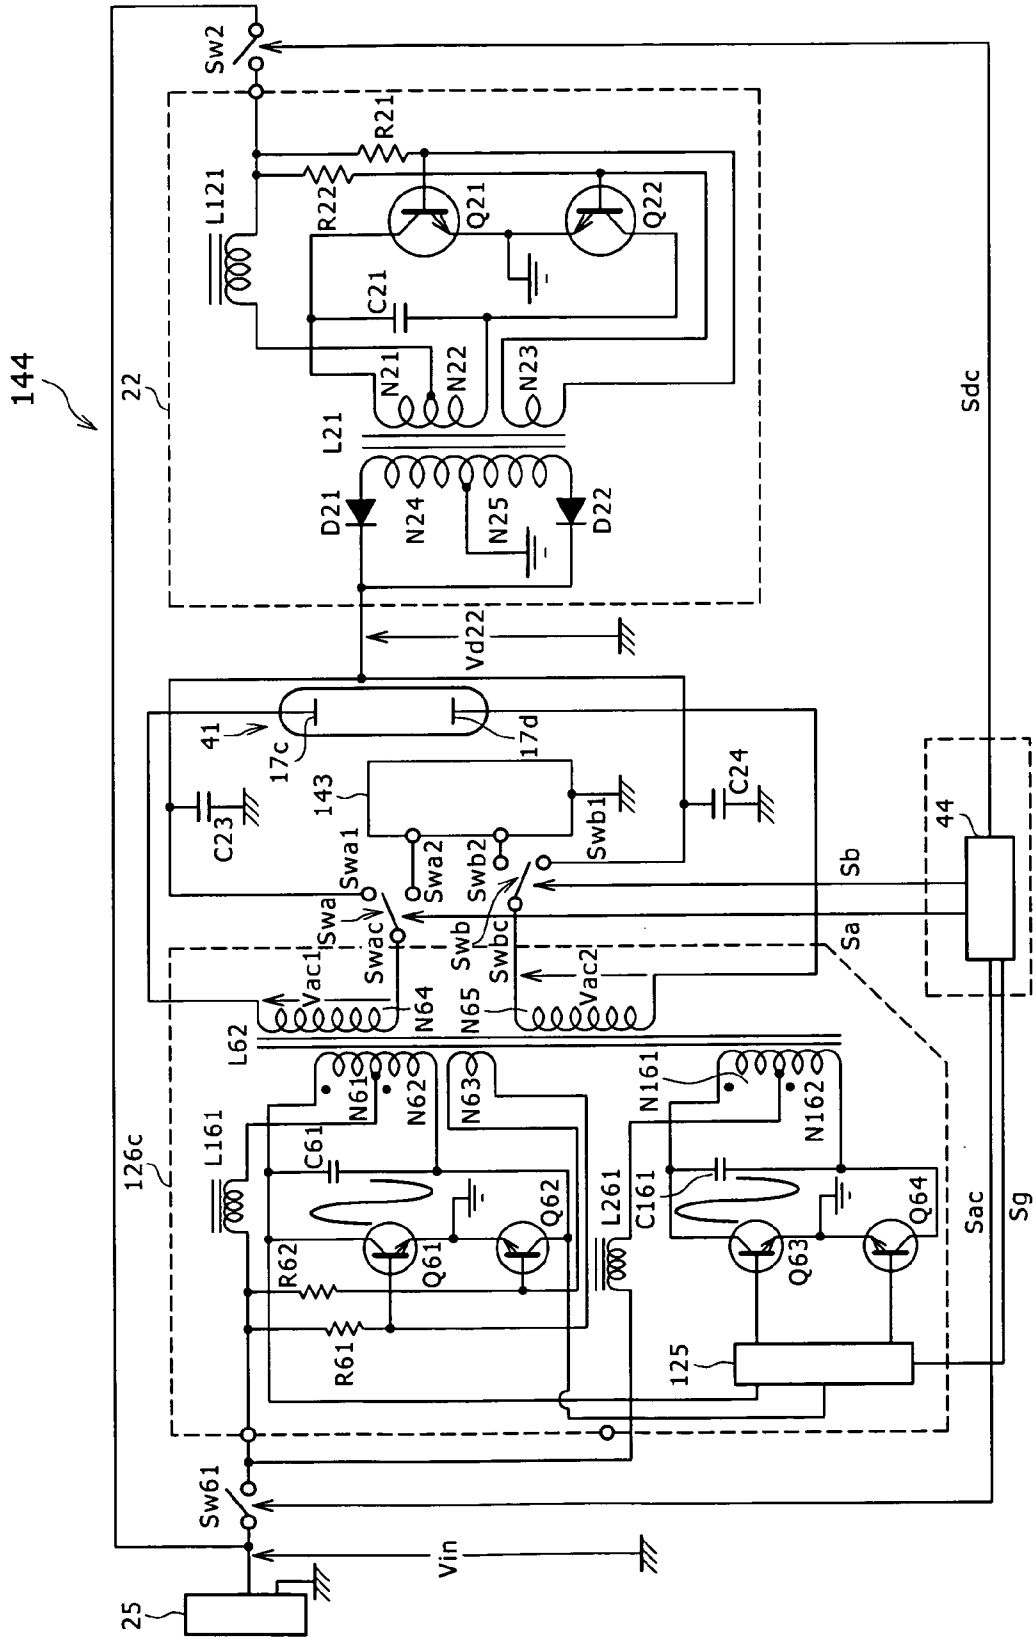 144
25
Vin
Sw61
126c
L161
R62
R61
C61
Q61
Q62
N61
N62
N63
L62
Vac1
N64
Swac
Swa
Swa1
Swa2
Swb2
Swb1
Swb
Swbc
N65
Vac2
L261
C161
N161
N162
Q63
Q64
125
C23
41
17c
17d
143
C24
Vd22
22
D21
D22
N24
N25
L21
N21
N22
N23
C21
L121
R22
R21
Q21
Q22
Sw2
Sdc
44
Sb
Sa
Sac
Sg